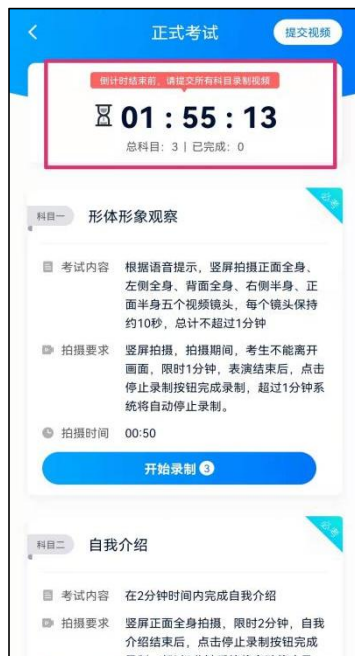 正式考试
提交视频
倒计时结束前，请提交所有科目录制视频
01 : 55 : 13
总科目：3 | 已完成：0
必考
科目一 形体形象观察
考试内容 根据语音提示，竖屏拍摄正面全身、
左侧全身、背面全身、右侧半身、正
面半身五个视频镜头，每个镜头保持
约10秒，总计不超过1分钟
拍摄要求 竖屏拍摄，拍摄期间，考生不能离开
画面，限时1分钟，表演结束后，点击
停止录制按钮完成录制，超过1分钟系
统将自动停止录制。
拍摄时间 00:50
开始录制 3
必考
科目二 自我介绍
考试内容 在2分钟时间内完成自我介绍
拍摄要求 竖屏正面全身拍摄，限时2分钟，自我
介绍结束后，点击停止录制按钮完成